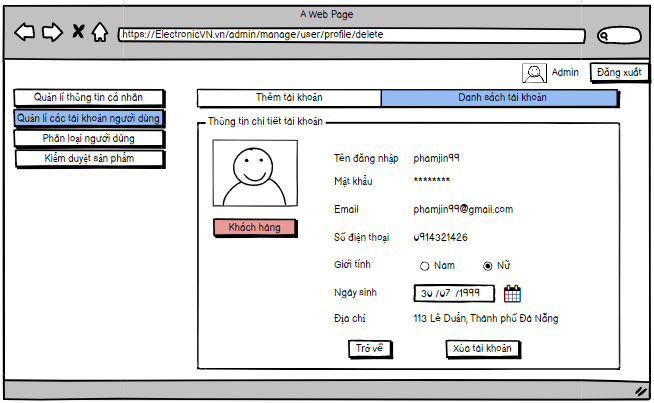 A Web Page
https://ElectronicVN.vn/admin/manage/user/profile/delete
Admin
Đăng xuất
Quản lí thông tin cá nhân
Quản lí các tài khoản người dùng
Phân loại người dùng
Kiểm duyệt sản phẩm
Thêm tài khoản
Danh sách tài khoản
Thông tin chi tiết tài khoản
Khách hàng
Tên đăng nhập phamjin99
Mật khẩu ********
Email phamjin99@gmail.com
Số điện thoại 0914321426
Giới tính Nam Nữ
Ngày sinh 30 /07 /1999
Địa chỉ 113 Lê Duẩn, Thành phố Đà Nẵng
Trở về
Xóa tài khoản